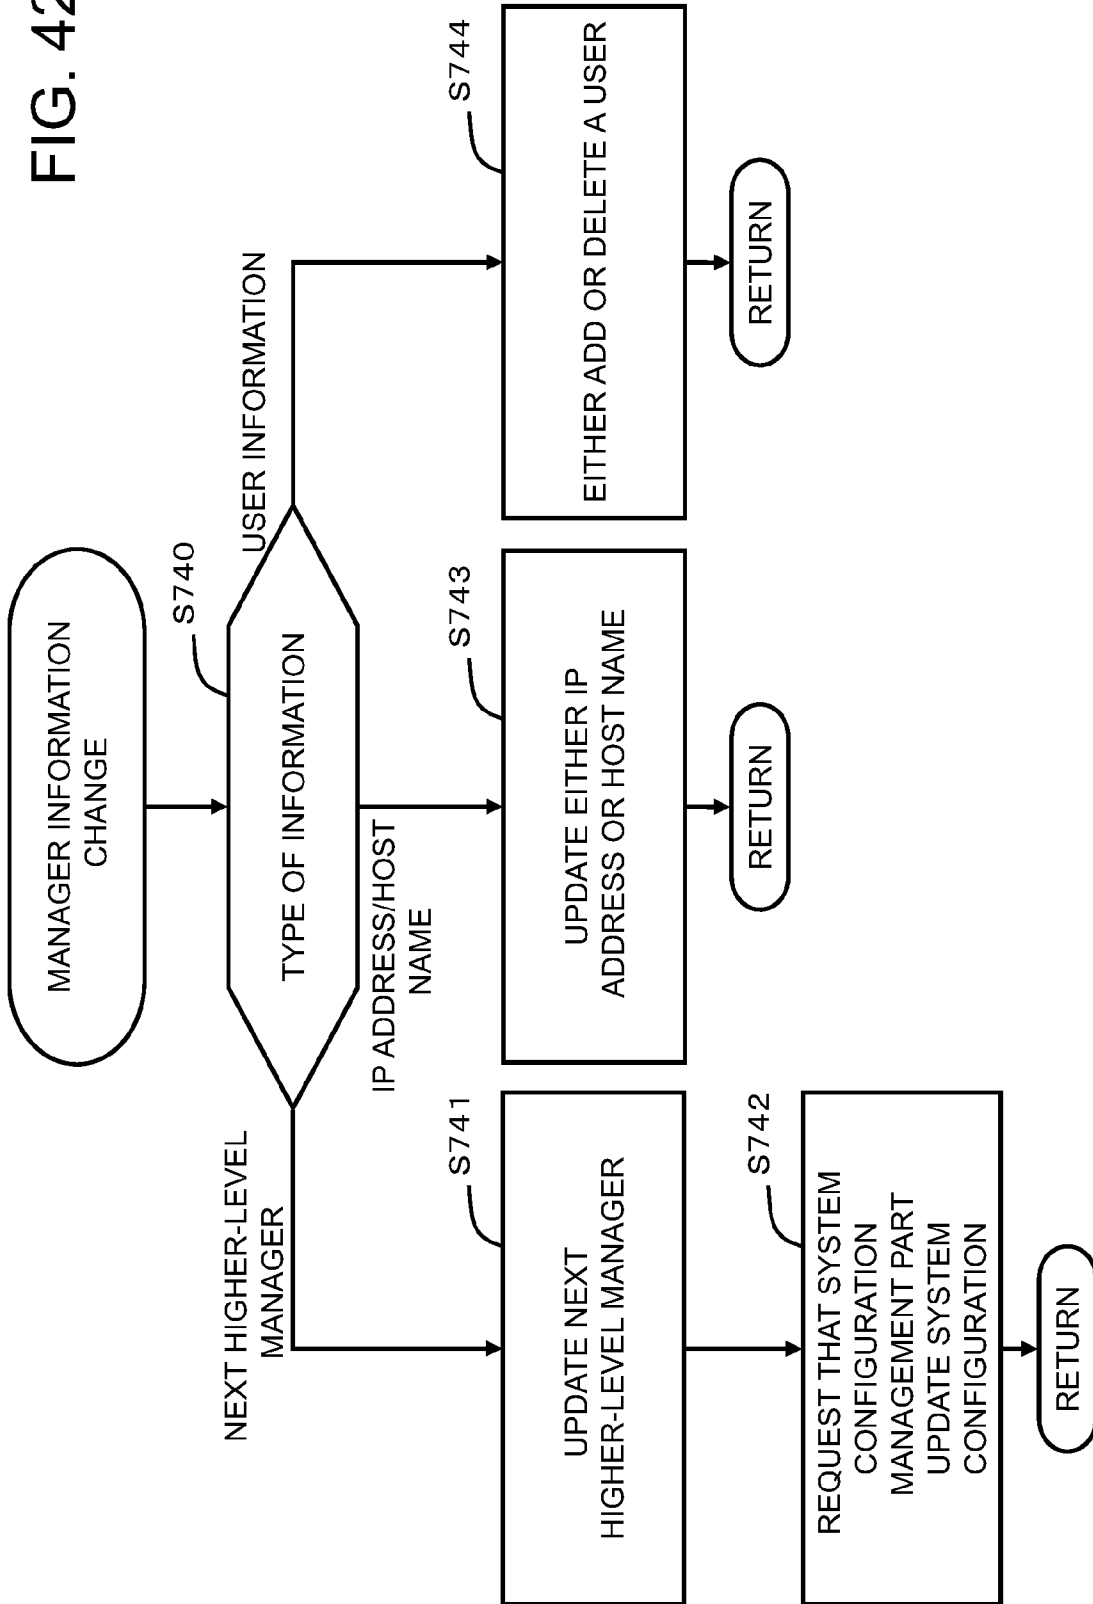 FIG. 42
MANAGER INFORMATION
CHANGE
S740
TYPE OF INFORMATION
NEXT HIGHER-LEVEL
MANAGER
IP ADDRESS/HOST
NAME
USER INFORMATION
S741
UPDATE NEXT
HIGHER-LEVEL MANAGER
S742
REQUEST THAT SYSTEM
CONFIGURATION
MANAGEMENT PART
UPDATE SYSTEM
CONFIGURATION
RETURN
S743
UPDATE EITHER IP
ADDRESS OR HOST NAME
RETURN
S744
EITHER ADD OR DELETE A USER
RETURN